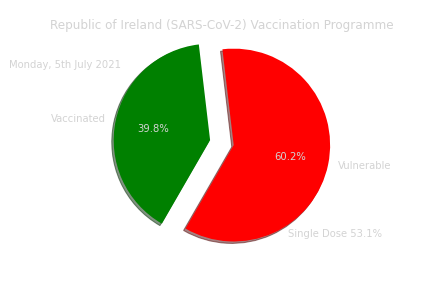 Republic of Ireland (SARS-CoV-2) Vaccination Programme
Monday, 5th July 2021
Vaccinated
39.8%
60.2%
Vulnerable
Single Dose 53.1%